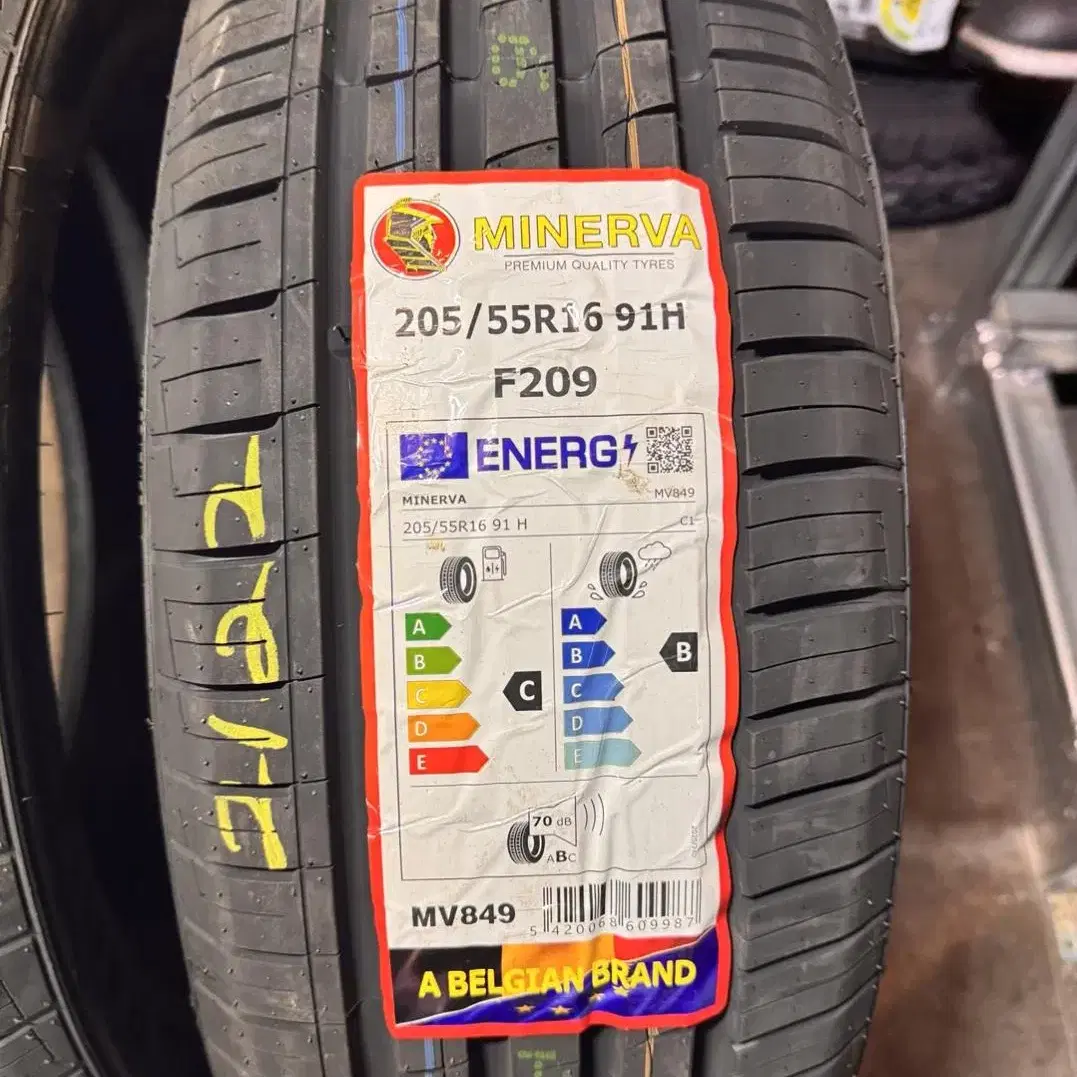 MINERVA
PREMIUM QUALITY TYRES
205/55R16 91H
F209
ENERG
MINERVA MV849
205/55R16 91 H C1
A A
B B B
C C C
D D
E E
70 dB
ABC
MV849
5 420068 609987
A BELGIAN BRAND